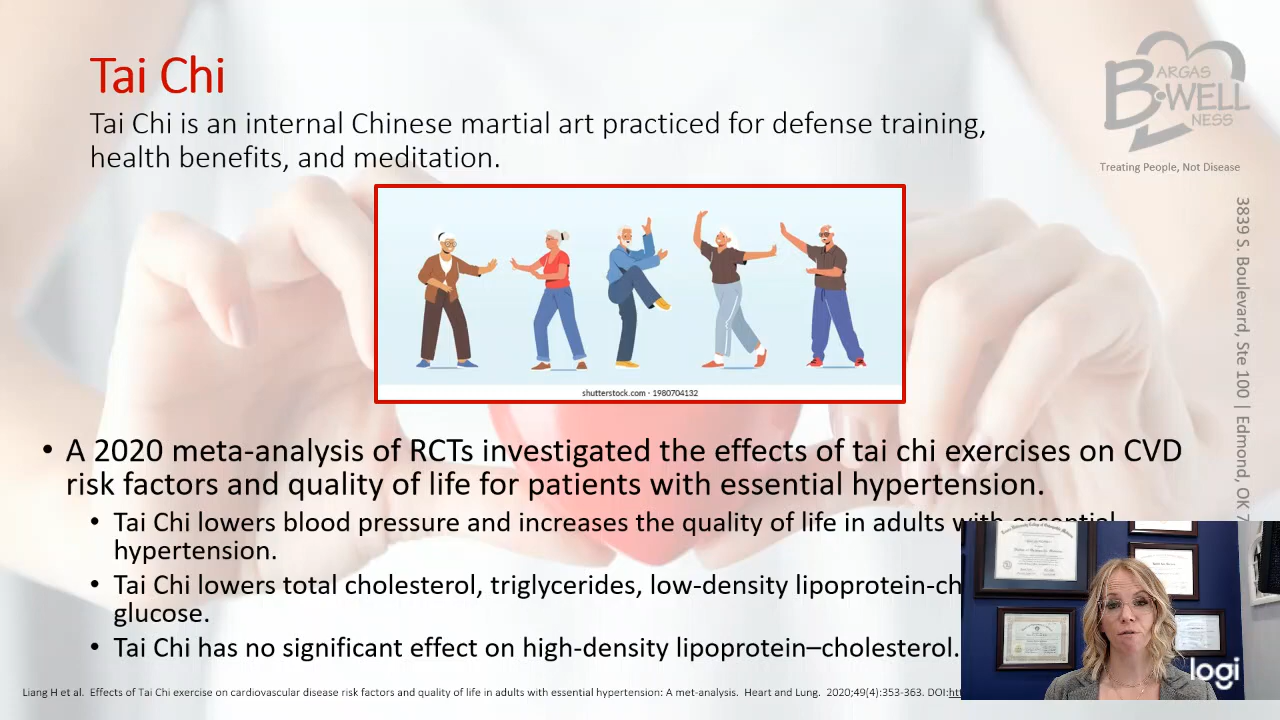 Tai Chi
Tai Chi is an internal Chinese martial art practiced for defense training,
health benefits, and meditation.
BARGAS
B-WELL
NESS
Treating People, Not Disease
3839 S. Boulevard, Ste 100 | Edmond, OK 7
shutterstock.com · 1980704132
• A 2020 meta-analysis of RCTs investigated the effects of tai chi exercises on CVD
risk factors and quality of life for patients with essential hypertension.
• Tai Chi lowers blood pressure and increases the quality of life in adults with essential
hypertension.
• Tai Chi lowers total cholesterol, triglycerides, low-density lipoprotein-ch
glucose.
• Tai Chi has no significant effect on high-density lipoprotein–cholesterol.
Liang H et al. Effects of Tai Chi exercise on cardiovascular disease risk factors and quality of life in adults with essential hypertension: A met-analysis. Heart and Lung. 2020;49(4):353-363. DOI:
logi